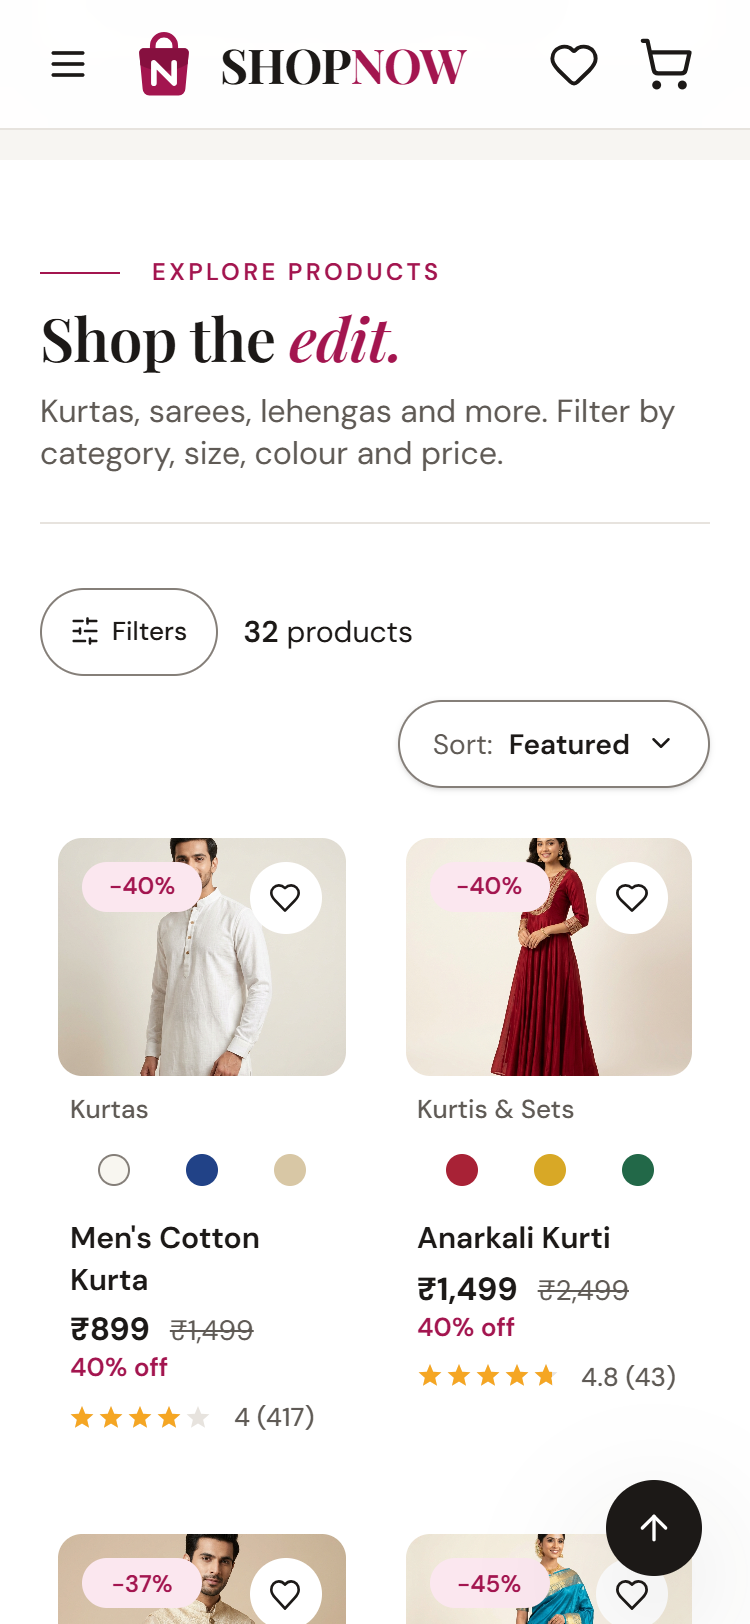 N SHOPNOW
EXPLORE PRODUCTS
Shop the edit.
Kurtas, sarees, lehengas and more. Filter by
category, size, colour and price.
Filters 32 products
Sort: Featured
-40%
Kurtas
Men's Cotton
Kurta
₹899 ₹1,499
40% off
4 (417)
-40%
Kurtis & Sets
Anarkali Kurti
₹1,499 ₹2,499
40% off
4.8 (43)
-37%
-45%